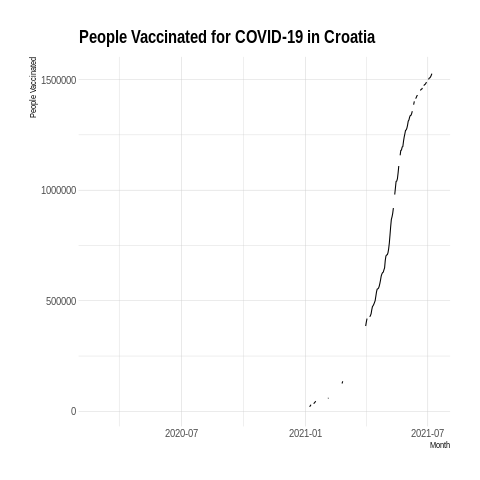 People Vaccinated for COVID-19 in Croatia
People Vaccinated
1500000
1000000
500000
0
2020-07 2021-01 2021-07
Month